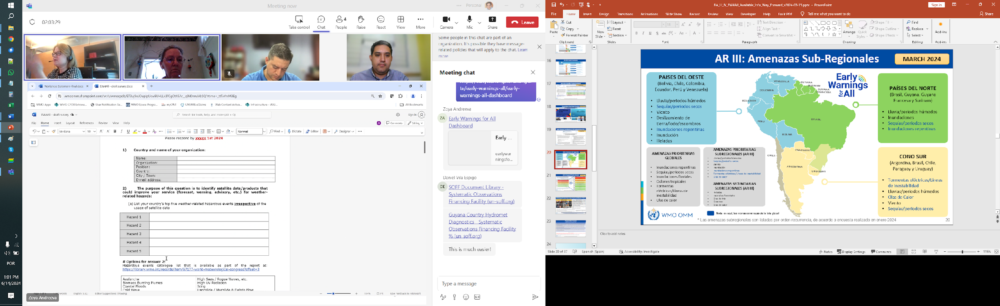 Meeting now
Personal
02:03:29
Take control
Chat
4
People
Raise
React
View
More
Camera
Mic
Share
Leave
Workshop Statement-final.docx
EW4All - draft survey.docx
WMO Apps
WMO CPDB Extrane...
User Notification Se...
WMO Space Progra...
myCWT
UNSMIS eClaims
Web Content Active...
Infrastructure - ATG...
All Bookmarks
EW4All - draft survey
Search for tools, help, and more (Alt + Q)
Sign in
File
Home
Insert
Layout
References
Review
View
Help
Comments
Editing
Verdana
10
Normal
Find
Dictate
Editor
Designer
Please respond by xxxxx 1st 2024
1) Country and name of your organization:
Name:
Organization:
Position:
Country:
City / Town:
E-mail address:
2) The purpose of this question is to identify satellite data/products that
could improve your service (forecast, warning, advisory, etc.) for weather-
related hazards:
(a) List your country's top five weather-related hazardous events irrespective of the
usage of satellite data
Hazard 1
Hazard 2
Hazard 3
Hazard 4
Hazard 5
# Options for answer 2:
Hazardous events catalogue list that is available as part of the report at:
https://library.wmo.int/records/item/67177-world-meteorological-congress?offset=3
Avalanche
Biomass Burning Plumes
Coastal Floods
Cold Wave
High Seas / Rogue Waves, etc.
High UV Radiation
Icing
Landslide / Mudslide & Debris Flow
English (U.K.)
Editor Suggestions: Showing
114%
Fit
Give Feedback to Microsoft
Zoya Andreeva
POR
1:01 PM
6/14/2024
Some people in this chat are part of an
organization. It's possible they have message-
related policies that will apply to the chat. Learn
more
Meeting chat
te/early-warnings-all/early-
warnings-all-dashboard
Zoya Andreeva
ZA
Early Warnings for All
Dashboard
Early ...
earlywar
ningsfo...
Daniel Vila Espigo
DE
SOFF Document Library -
Systematic Observations
Financing Facility (un-soff.org)
Guyana Country Hydromet
Diagnostics - Systematic
Observations Financing Facility
% (un-soff.org)
This is much easier!
Type a message
RA_III_IV_EW4All_Available_Info_Way_Forward_v2024-03-15.pptx - PowerPoint
Sign in
File
Home
Insert
Design
Transitions
Animations
Slide Show
Record
Review
View
Developer
Help
Foxit PDF
Tell me what you want to do
Share
Paste
Cut
Copy
Format Painter
Clipboard
New
Slide
Layout
Reset
Section
Slides
18
Font
Text Direction
Align Text
Convert to SmartArt
Paragraph
Arrange
Quick
Styles
Shape Fill
Shape Outline
Shape Effects
Drawing
Find
Replace
Select
Editing
Add-ins
Add-ins
16
17
18
19
20
21
22
23
24
AR III: Amenazas Sub-Regionales
MARCH 2024
PAISES DEL OESTE
(Bolivia, Chile, Colombia,
Ecuador, Perú y Venezuela)
• Lluvia/periodos húmedos
• Sequías/periodos secos
• Viento
• Deslizamiento de
tierra/lodo/escombros
• Inundaciones repentinas
• Inundación
• Heladas
VENEZUELA
GUYANA
SURINAM
GUYANA
FRANCESA
COLOMBIA
ECUADOR
PERU
BRASIL
BOLIVIA
PARAGUAY
CHILE
ARGENTINA
URUGUAY
Early
Warnings
for All
PAÍSES DEL NORTE
(Brasil, Guyana, Guyana
Francesa y Surinam)
• Lluvia/periodos húmedos
• Inundaciones
• Sequías/periodos secos
• Inundaciones repentinas
AMENAZAS PRIORITARIAS
GLOBALES
• Inundaciones repentinas
• Sequías/periodos secos
• Inundaciones fluviales
• Ciclones tropicales
• Tormentas
eléctricas/Líneas de
inestabilidad
• Olas de calor
AMENAZAS PRIORITARIAS
SUBREGIONALES (AR III)
• Lluvias/periodos húmedos
• Sequías/periodos secos
• Viento
• Inundación
• Inundaciones repentinas
• Tormentas eléctricas/Líneas de inestabilidad
• Olas de calor
AMENAZAS SECUNDARIAS
SUBREGIONALES (AR III)
• Heladas
• Incendios Forestales
• Olas de frío
• Granizos
• Olas de calor
CONO SUR
(Argentina, Brasil, Chile,
Paraguay y Uruguay)
• Tormentas eléctricas/Líneas
de Inestabilidad
• Lluvias/periodos húmedos
• Olas de Calor
• Viento
• Sequías/periodos secos
WMO OMM
Nota: en azul, las mismas amenazas de la lista global
* Las amenazas subregionales son listadas por orden recurrencia, de acuerdo a encuesta realizada en enero 2024
20
Click to add notes
Slide 20 of 37
Spanish (Spain)
Accessibility: Investigate
Notes
Display Settings
Comments
115%